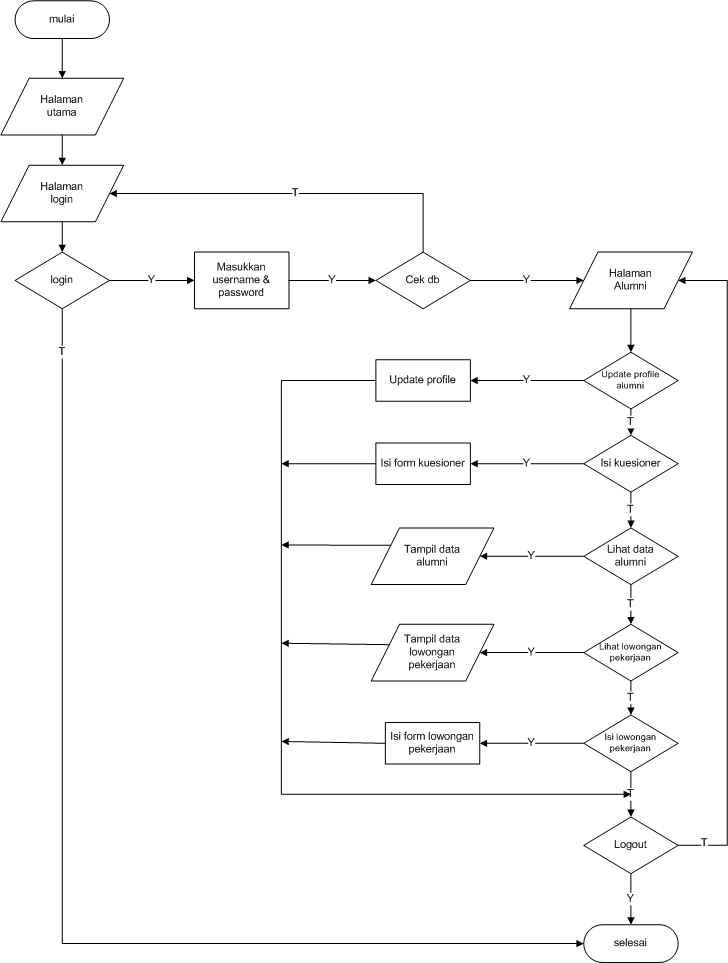 mulai
Halaman
utama
Halaman
login
T
login
Y
Masukkan
username &
password
Y
Cek db
Y
Halaman
Alumni
T
Update profile
Y
Update profile
alumni
T
Isi form kuesioner
Y
Isi kuesioner
T
Tampil data
alumni
Y
Lihat data
alumni
T
Tampil data
lowongan
pekerjaan
Y
Lihat lowongan
pekerjaan
T
Isi form lowongan
pekerjaan
Y
Isi lowongan
pekerjaan
T
Logout
T
Y
selesai